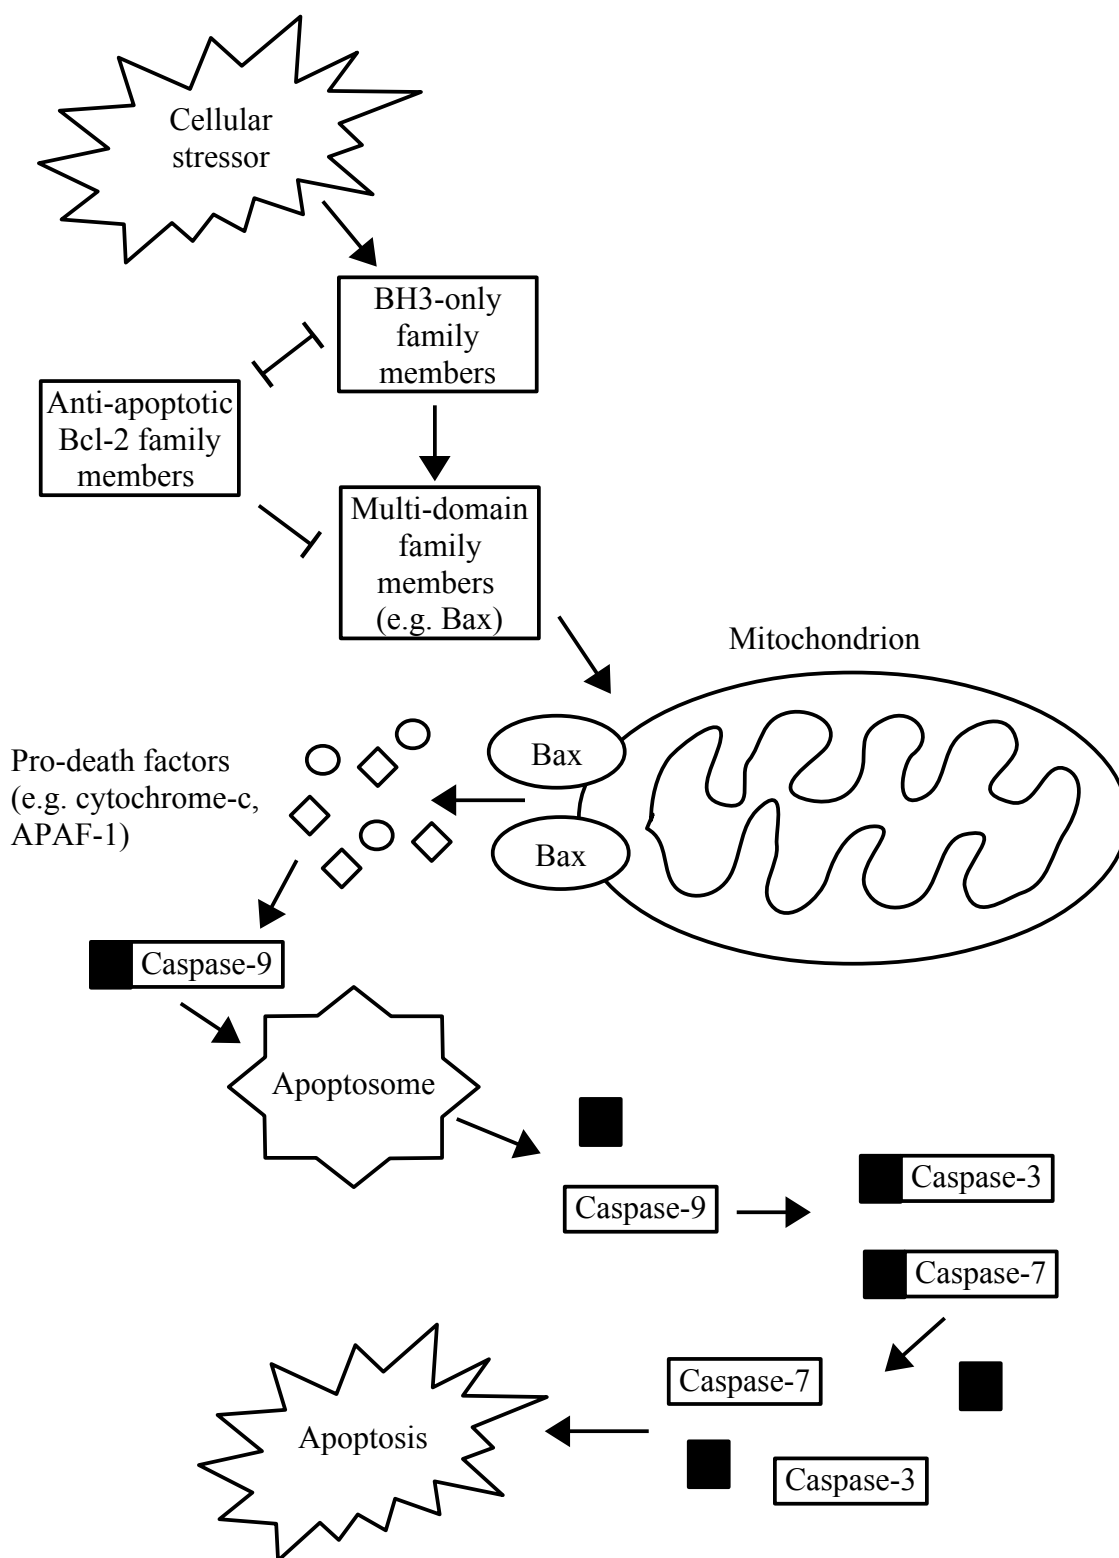 Cellular
stressor
BH3-only
family
members
Anti-apoptotic
Bcl-2 family
members
Multi-domain
family
members
(e.g. Bax)
Mitochondrion
Bax
Pro-death factors
(e.g. cytochrome-c,
APAF-1)
Bax
Caspase-9
Apoptosome
Caspase-9
Caspase-3
Caspase-7
Caspase-7
Caspase-3
Apoptosis